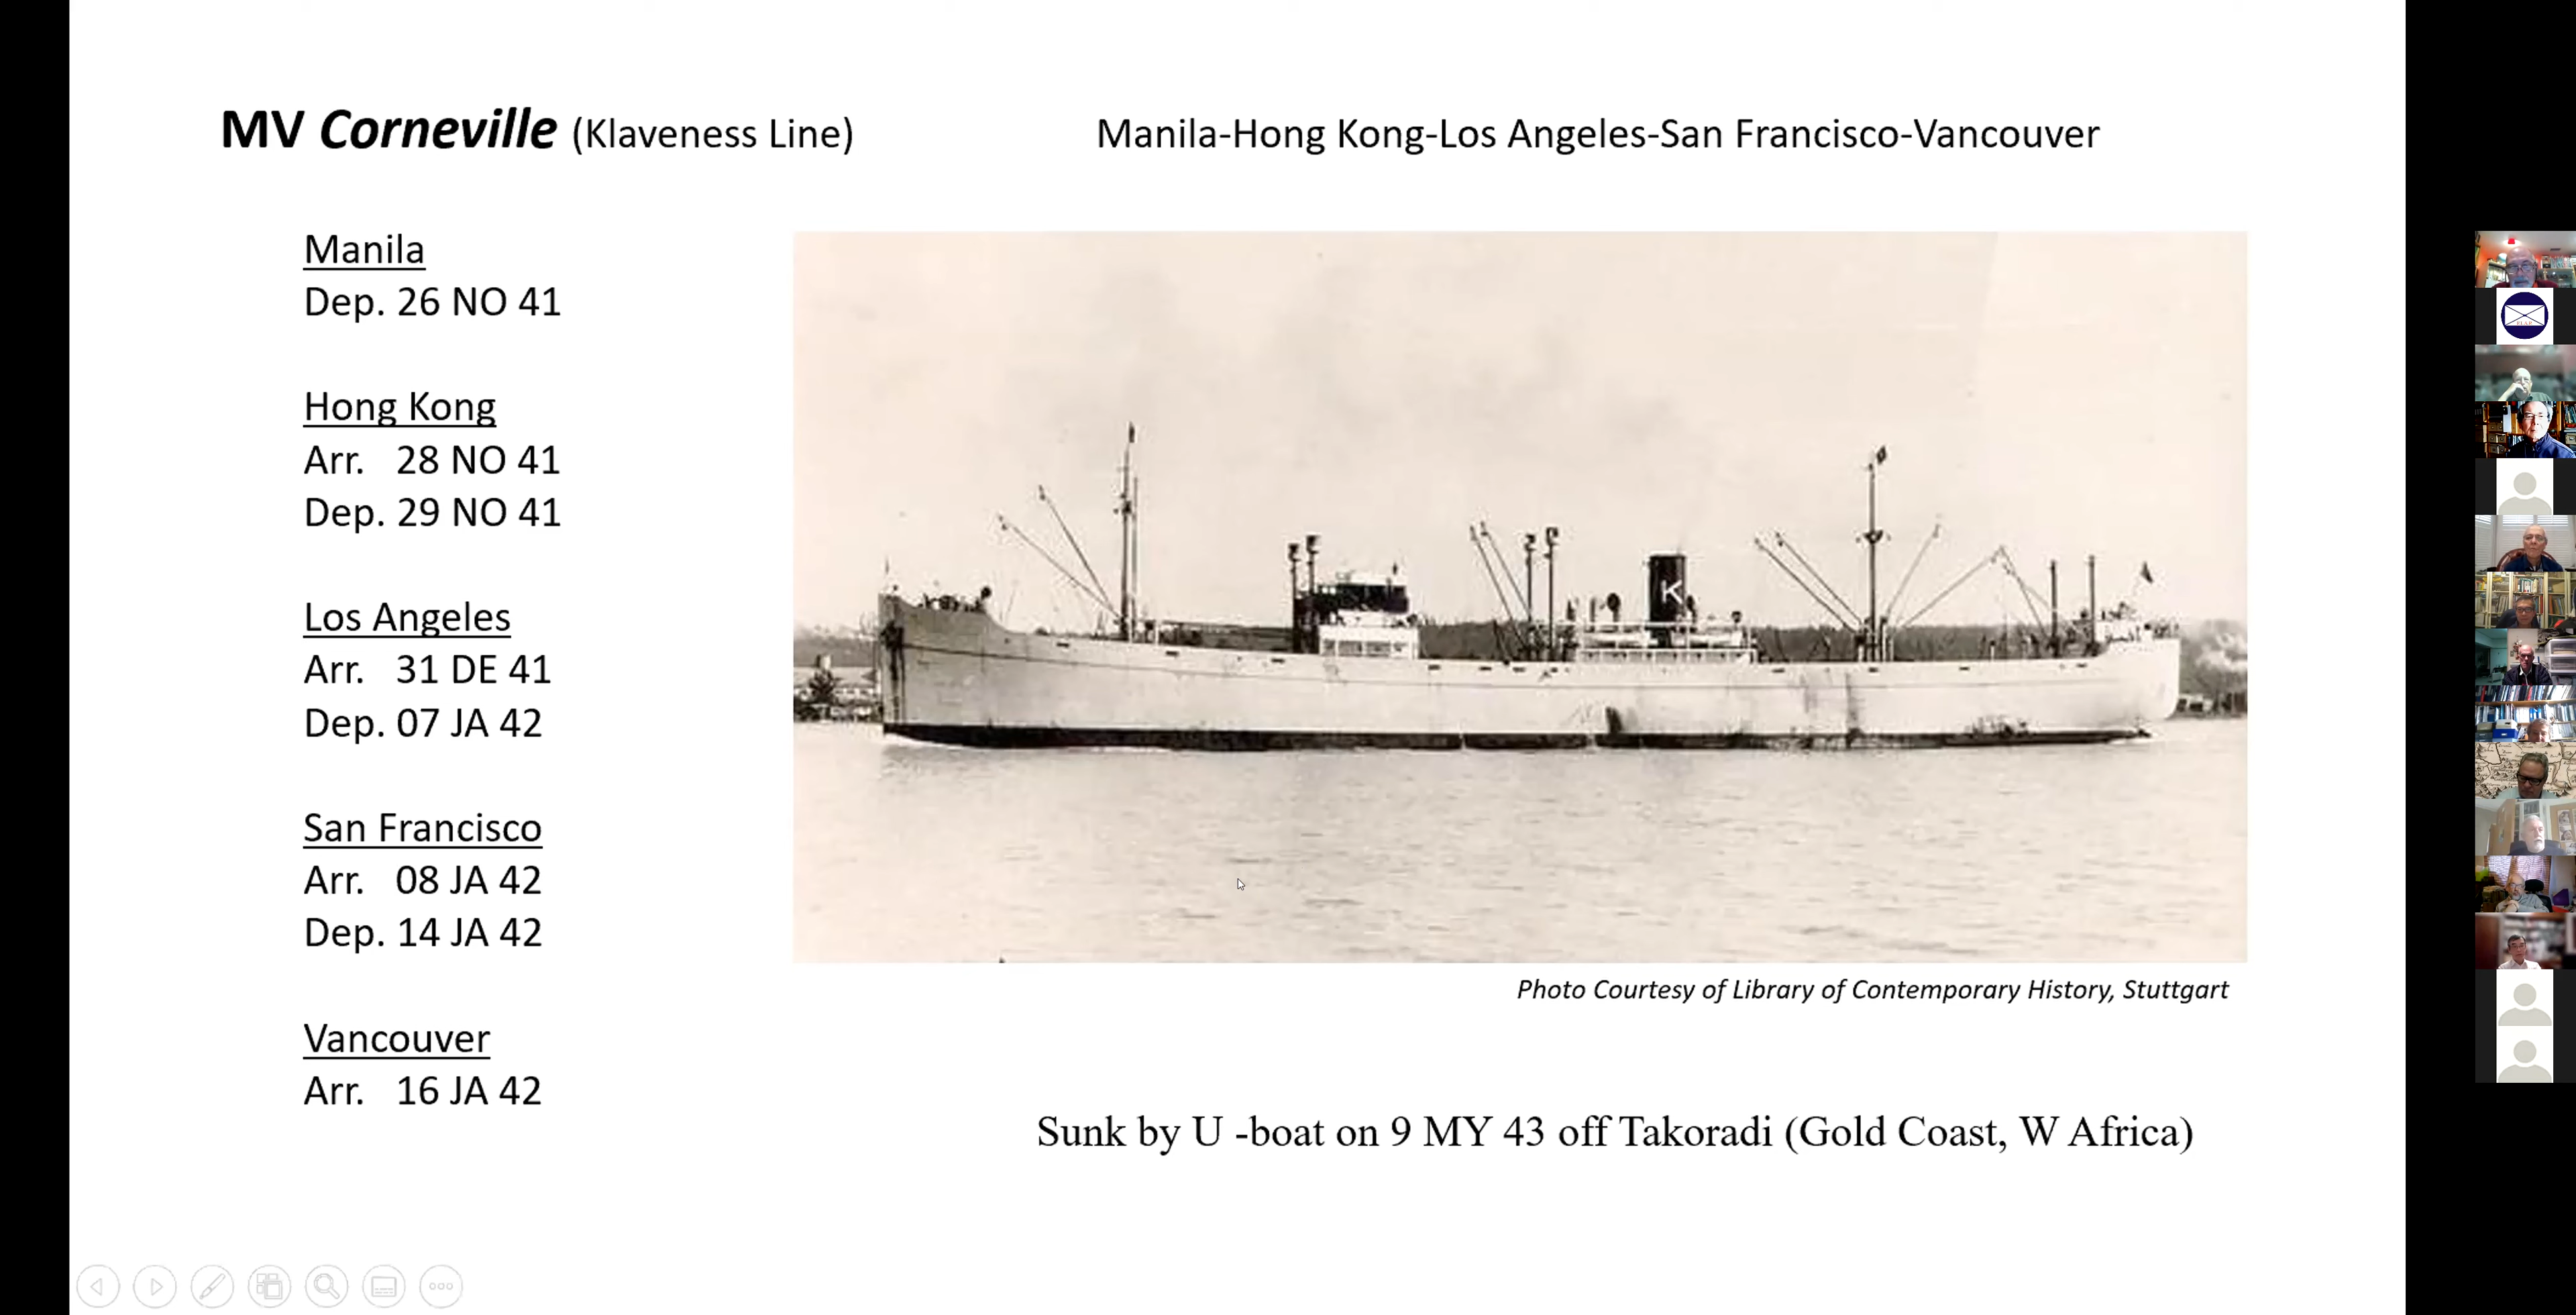 MV Corneville (Klaveness Line)
Manila-Hong Kong-Los Angeles-San Francisco-Vancouver
Manila
Dep. 26 NO 41
Hong Kong
Arr. 28 NO 41
Dep. 29 NO 41
Los Angeles
Arr. 31 DE 41
Dep. 07 JA 42
San Francisco
Arr. 08 JA 42
Dep. 14 JA 42
Vancouver
Arr. 16 JA 42
K
Photo Courtesy of Library of Contemporary History, Stuttgart
Sunk by U -boat on 9 MY 43 off Takoradi (Gold Coast, W Africa)